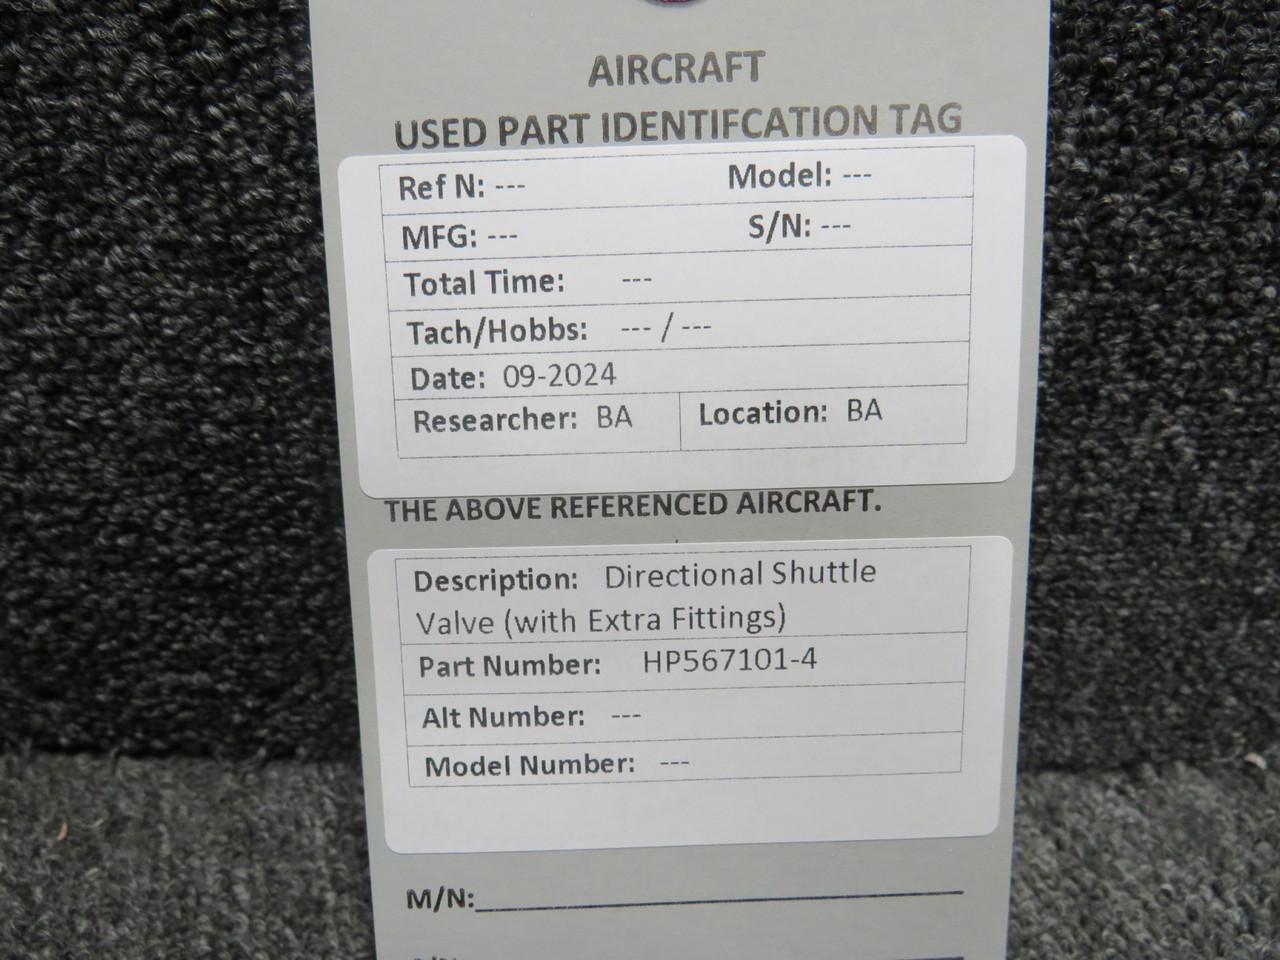 AIRCRAFT
USED PART IDENTIFCATION TAG
Ref N: --- Model: ---
MFG: --- S/N: ---
Total Time: ---
Tach/Hobbs: --- / ---
Date: 09-2024
Researcher: BA Location: BA
THE ABOVE REFERENCED AIRCRAFT.
Description: Directional Shuttle
Valve (with Extra Fittings)
Part Number: HP567101-4
Alt Number: ---
Model Number: ---
M/N: